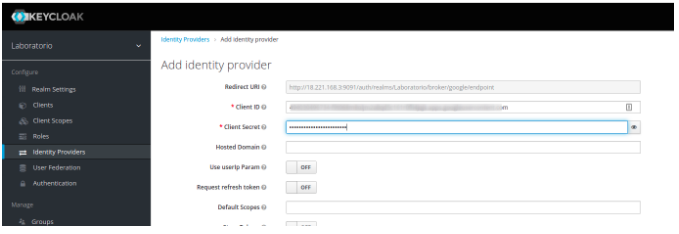 KEYCLOAK
Laboratorio
Identity Providers > Add identity provider
Add identity provider
Configure
Realm Settings
Clients
Client Scopes
Roles
Identity Providers
User Federation
Authentication
Manage
Groups
Redirect URI
http://18.221.168.3:9091/auth/realms/Laboratorio/broker/google/endpoint
* Client ID
* Client Secret
Hosted Domain
Use userIp Param
OFF
Request refresh token
OFF
Default Scopes